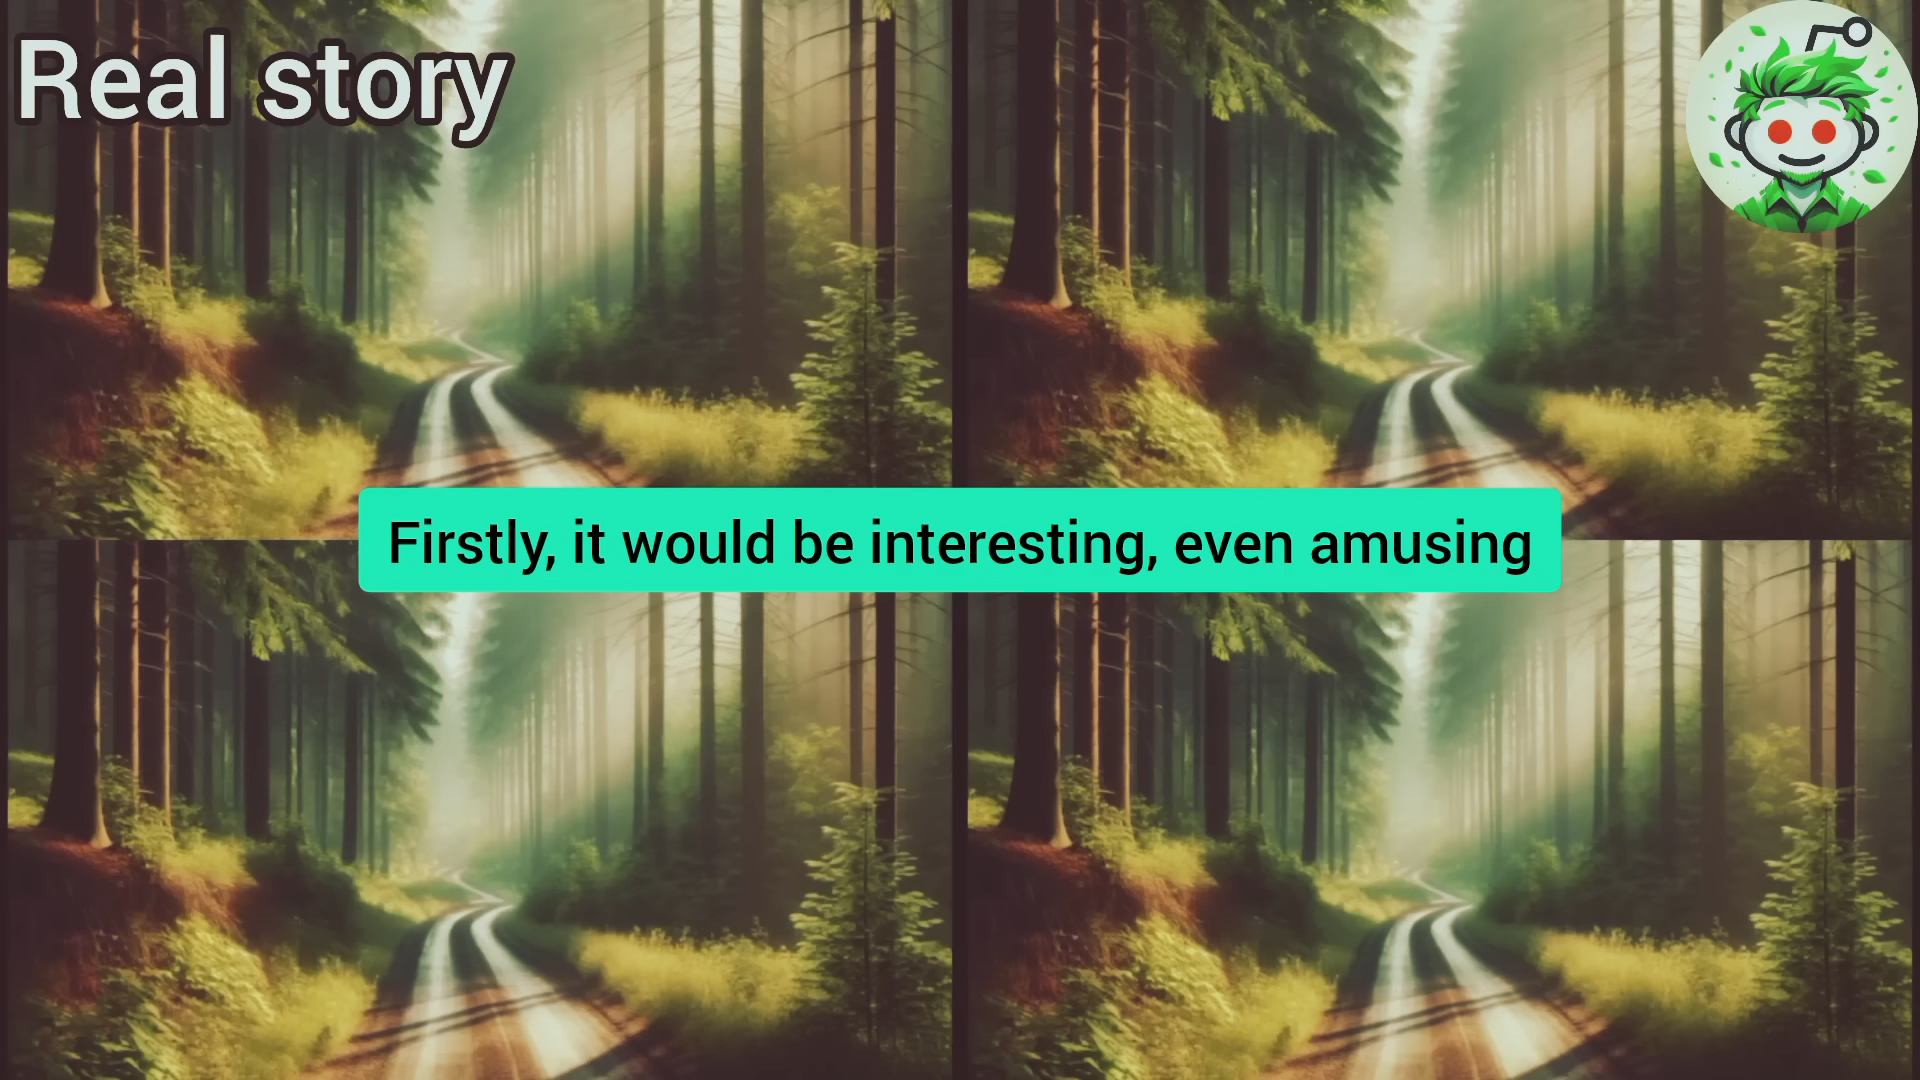 Real story
Firstly, it would be interesting, even amusing